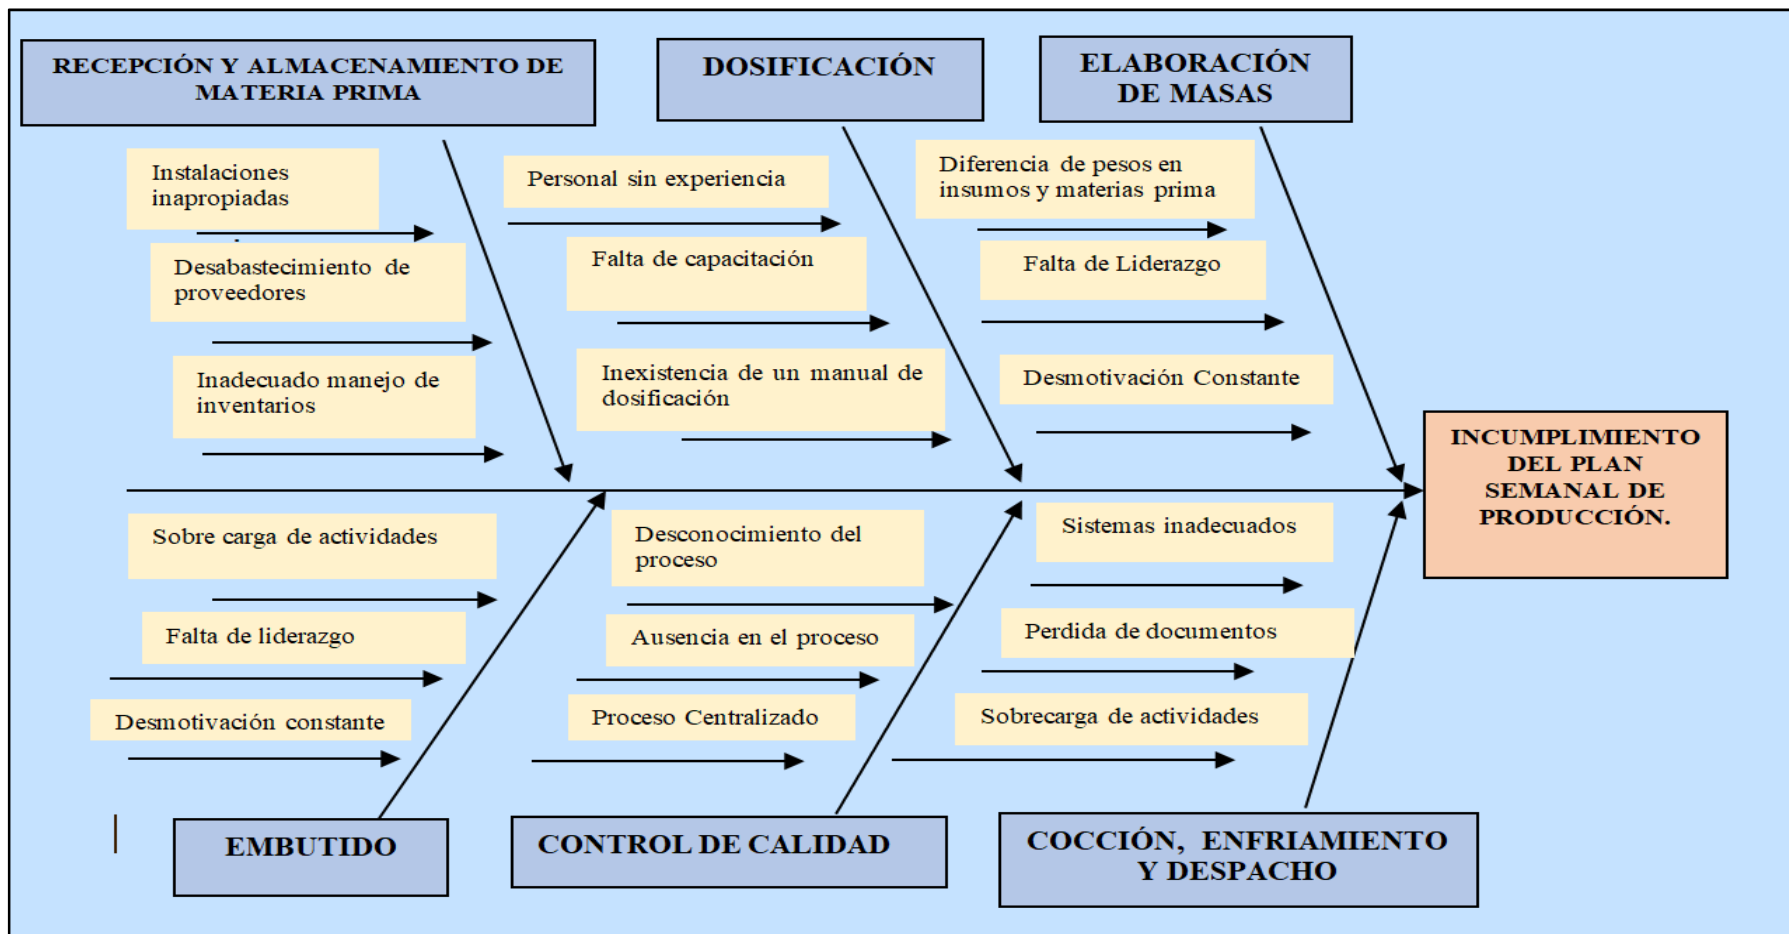 RECEPCIÓN Y ALMACENAMIENTO DE
MATERIA PRIMA
DOSIFICACIÓN
ELABORACIÓN
DE MASAS
Instalaciones
inapropiadas
Desabastecimiento de
proveedores
Inadecuado manejo de
inventarios
Personal sin experiencia
Falta de capacitación
Inexistencia de un manual de
dosificación
Diferencia de pesos en
insumos y materias prima
Falta de Liderazgo
Desmotivación Constante
INCUMPLIMIENTO
DEL PLAN
SEMANAL DE
PRODUCCIÓN.
Sobre carga de actividades
Falta de liderazgo
Desmotivación constante
Desconocimiento del
proceso
Ausencia en el proceso
Proceso Centralizado
Sistemas inadecuados
Perdida de documentos
Sobrecarga de actividades
EMBUTIDO
CONTROL DE CALIDAD
COCCIÓN, ENFRIAMIENTO
Y DESPACHO